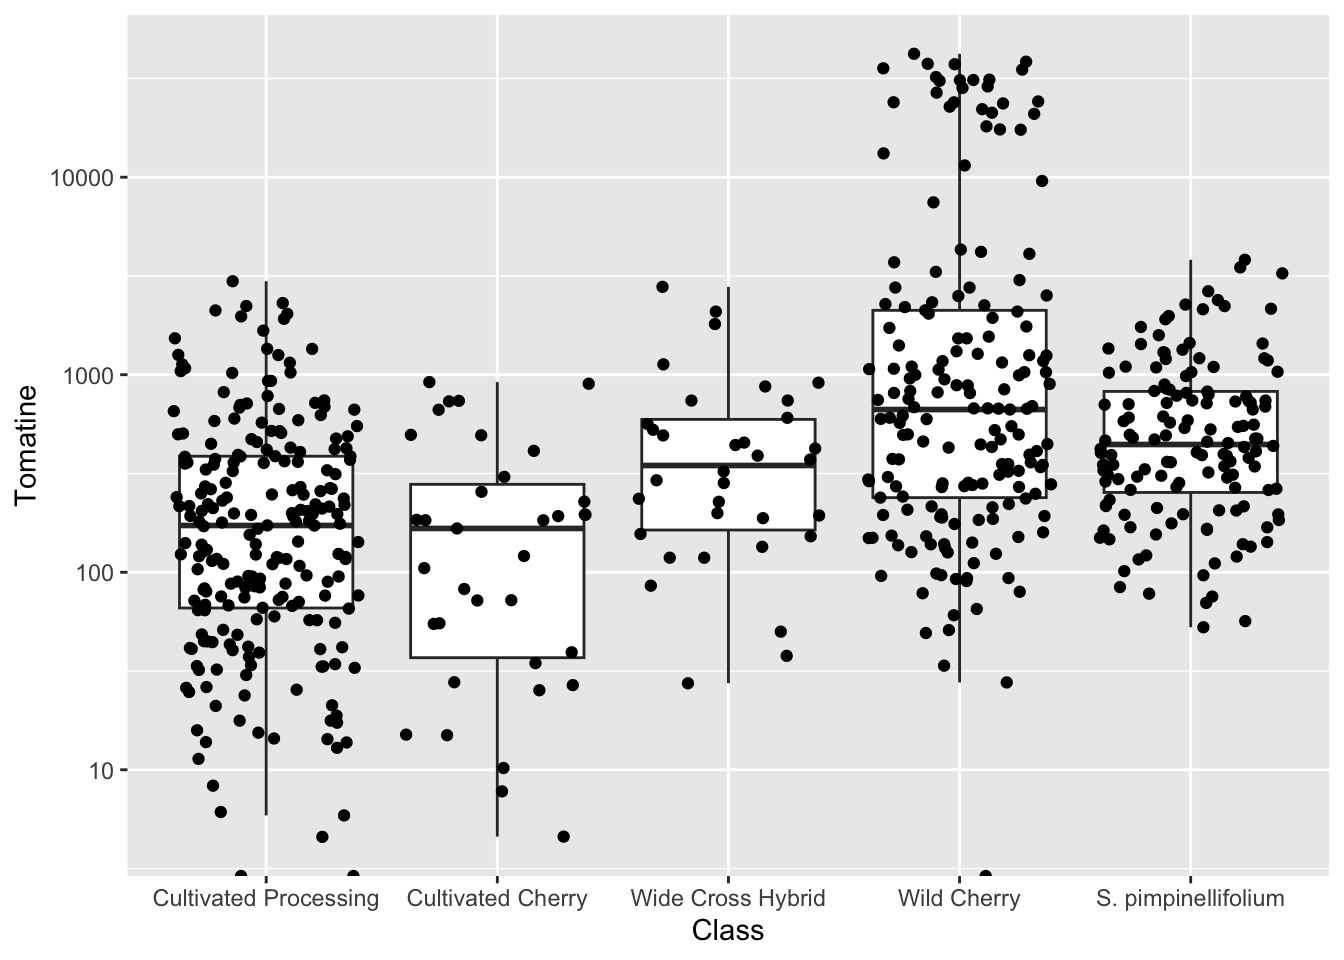 Tomatine
10000
1000
100
10
Cultivated Processing
Cultivated Cherry
Wide Cross Hybrid
Wild Cherry
S. pimpinellifolium
Class